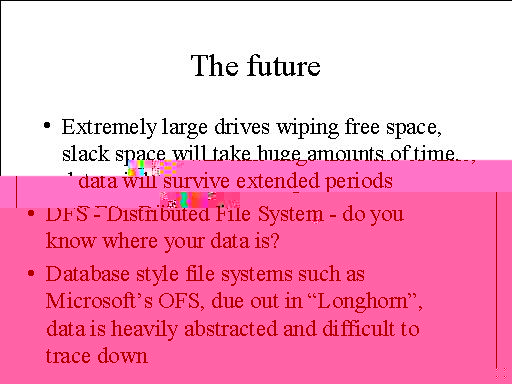 The future
• Extremely large drives wiping free space,
slack space will take huge amounts of time,
data will survive extended periods
• DFS - Distributed File System - do you
know where your data is?
• Database style file systems such as
Microsoft’s OFS, due out in “Longhorn”,
data is heavily abstracted and difficult to
trace down